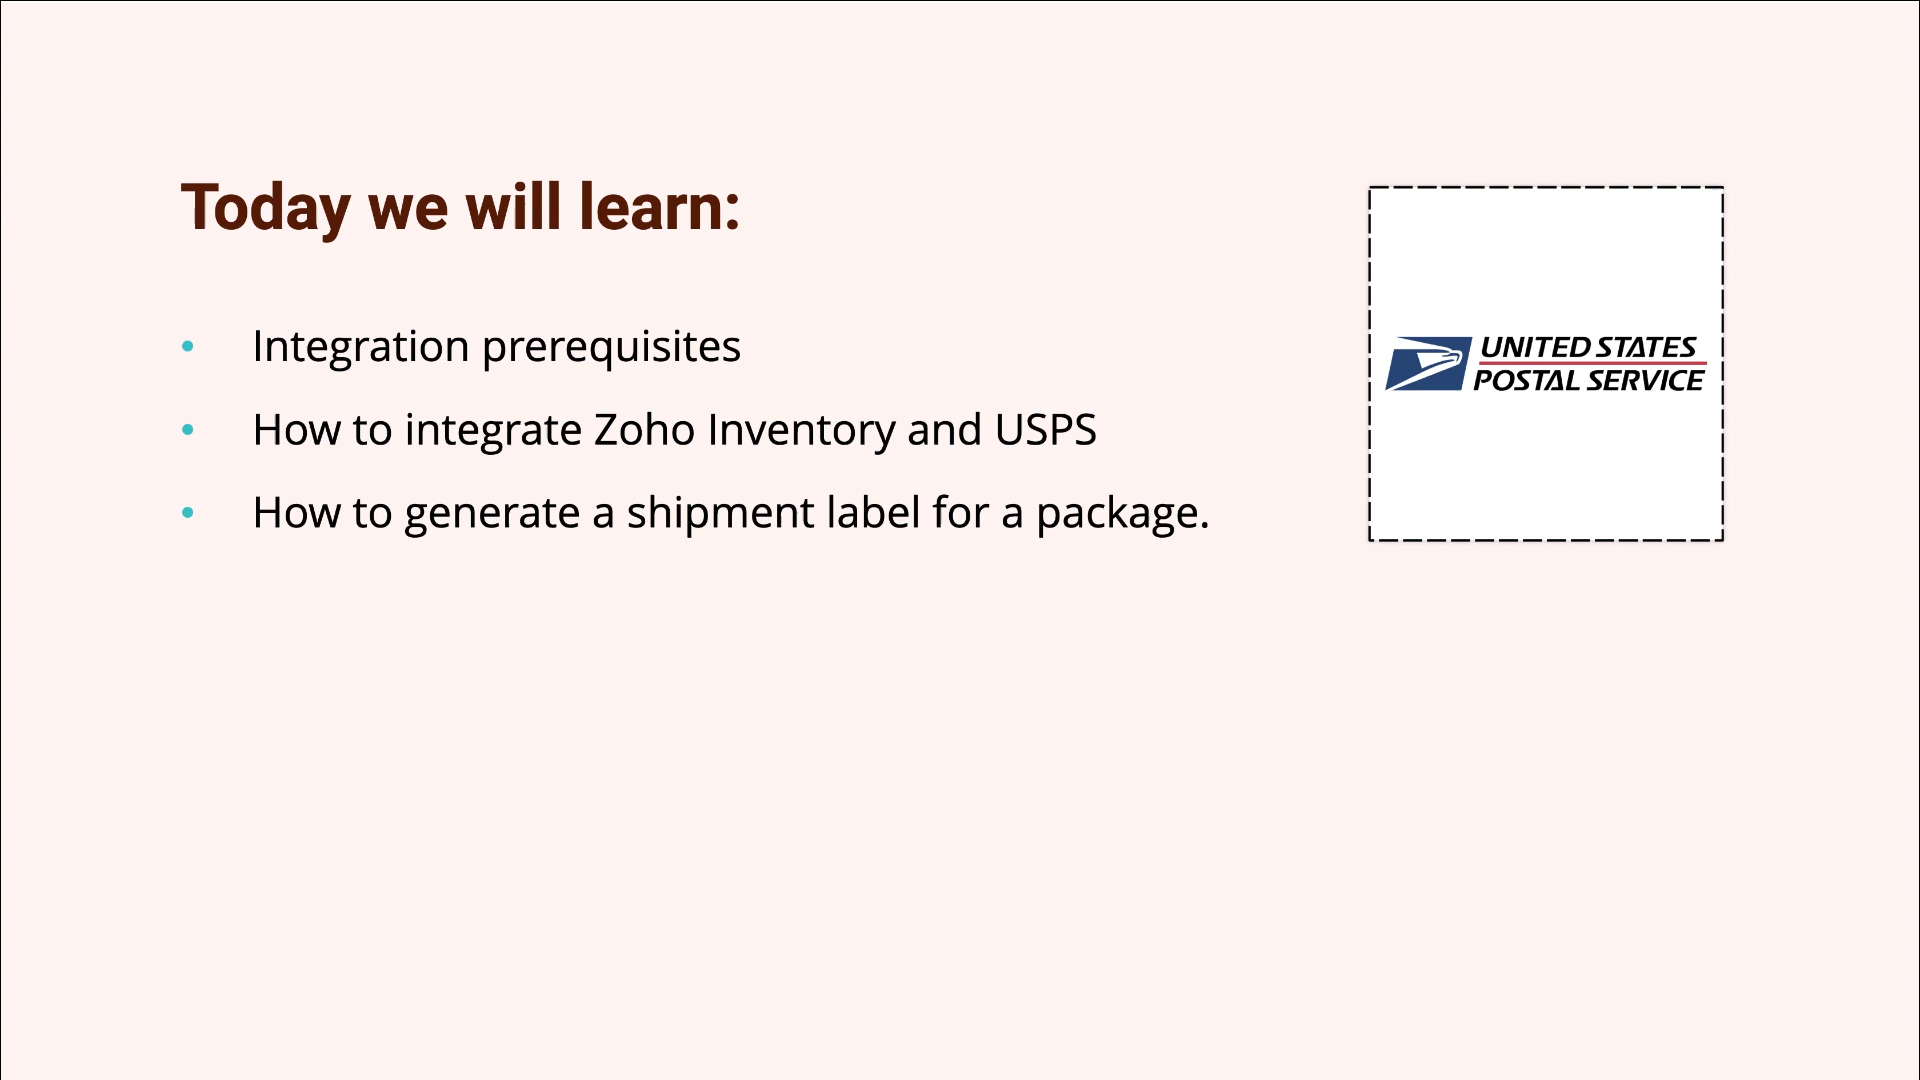 Today we will learn:
• Integration prerequisites
• How to integrate Zoho Inventory and USPS
• How to generate a shipment label for a package.
UNITED STATES
POSTAL SERVICE